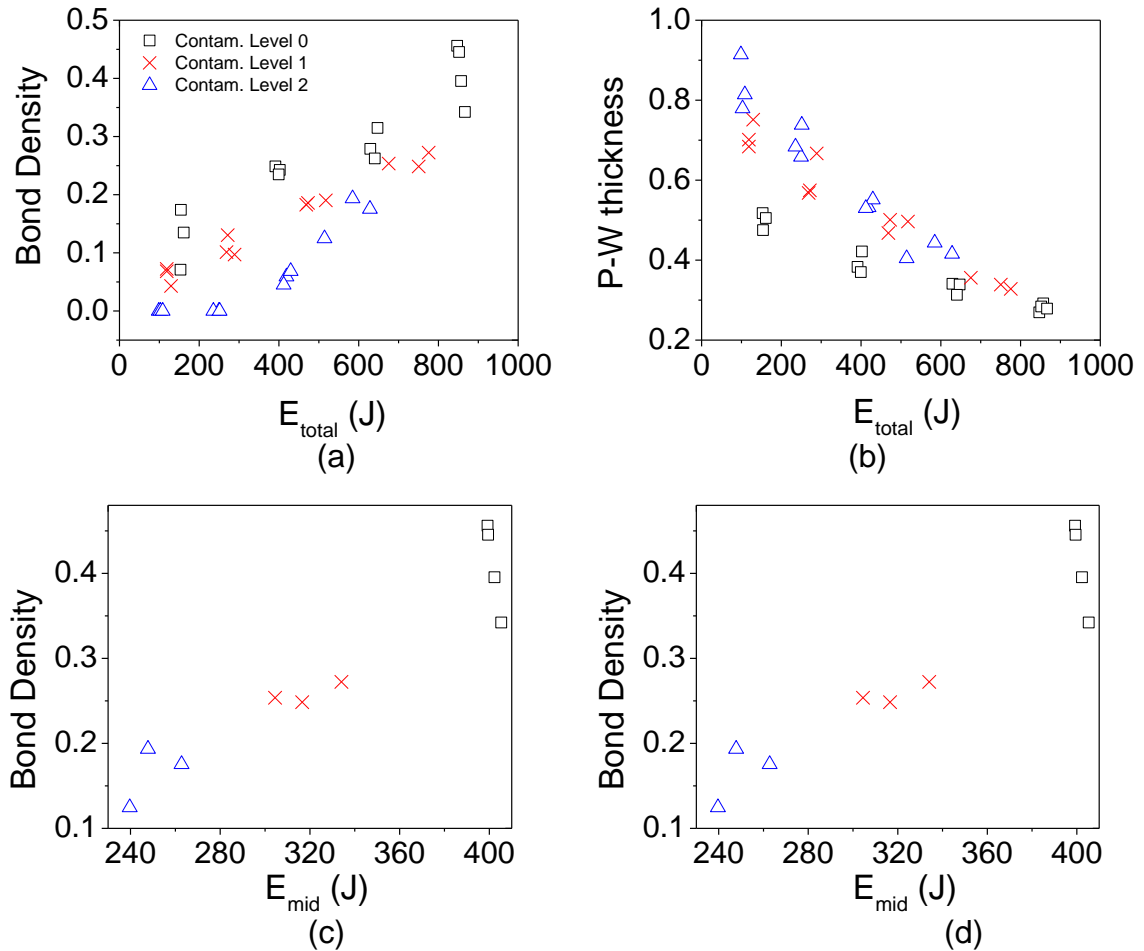 0.5
0.4
0.3
0.2
0.1
0.0
Bond Density
Contam. Level 0
Contam. Level 1
Contam. Level 2
0 200 400 600 800 1000
E_total (J)
(a)
1.0
0.8
0.6
0.4
0.2
P-W thickness
0 200 400 600 800 1000
E_total (J)
(b)
0.4
0.3
0.2
0.1
Bond Density
240 280 320 360 400
E_mid (J)
(c)
0.4
0.3
0.2
0.1
Bond Density
240 280 320 360 400
E_mid (J)
(d)